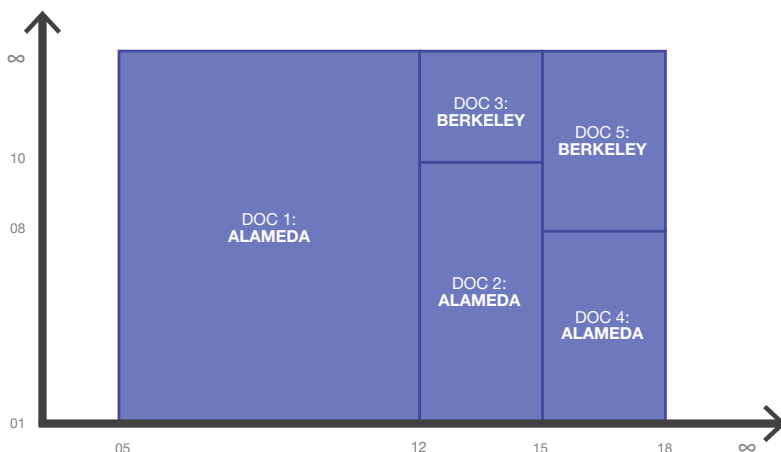 ∞
10
08
01
DOC 1:
ALAMEDA
DOC 3:
BERKELEY
DOC 2:
ALAMEDA
DOC 5:
BERKELEY
DOC 4:
ALAMEDA
05
12
15
18
∞